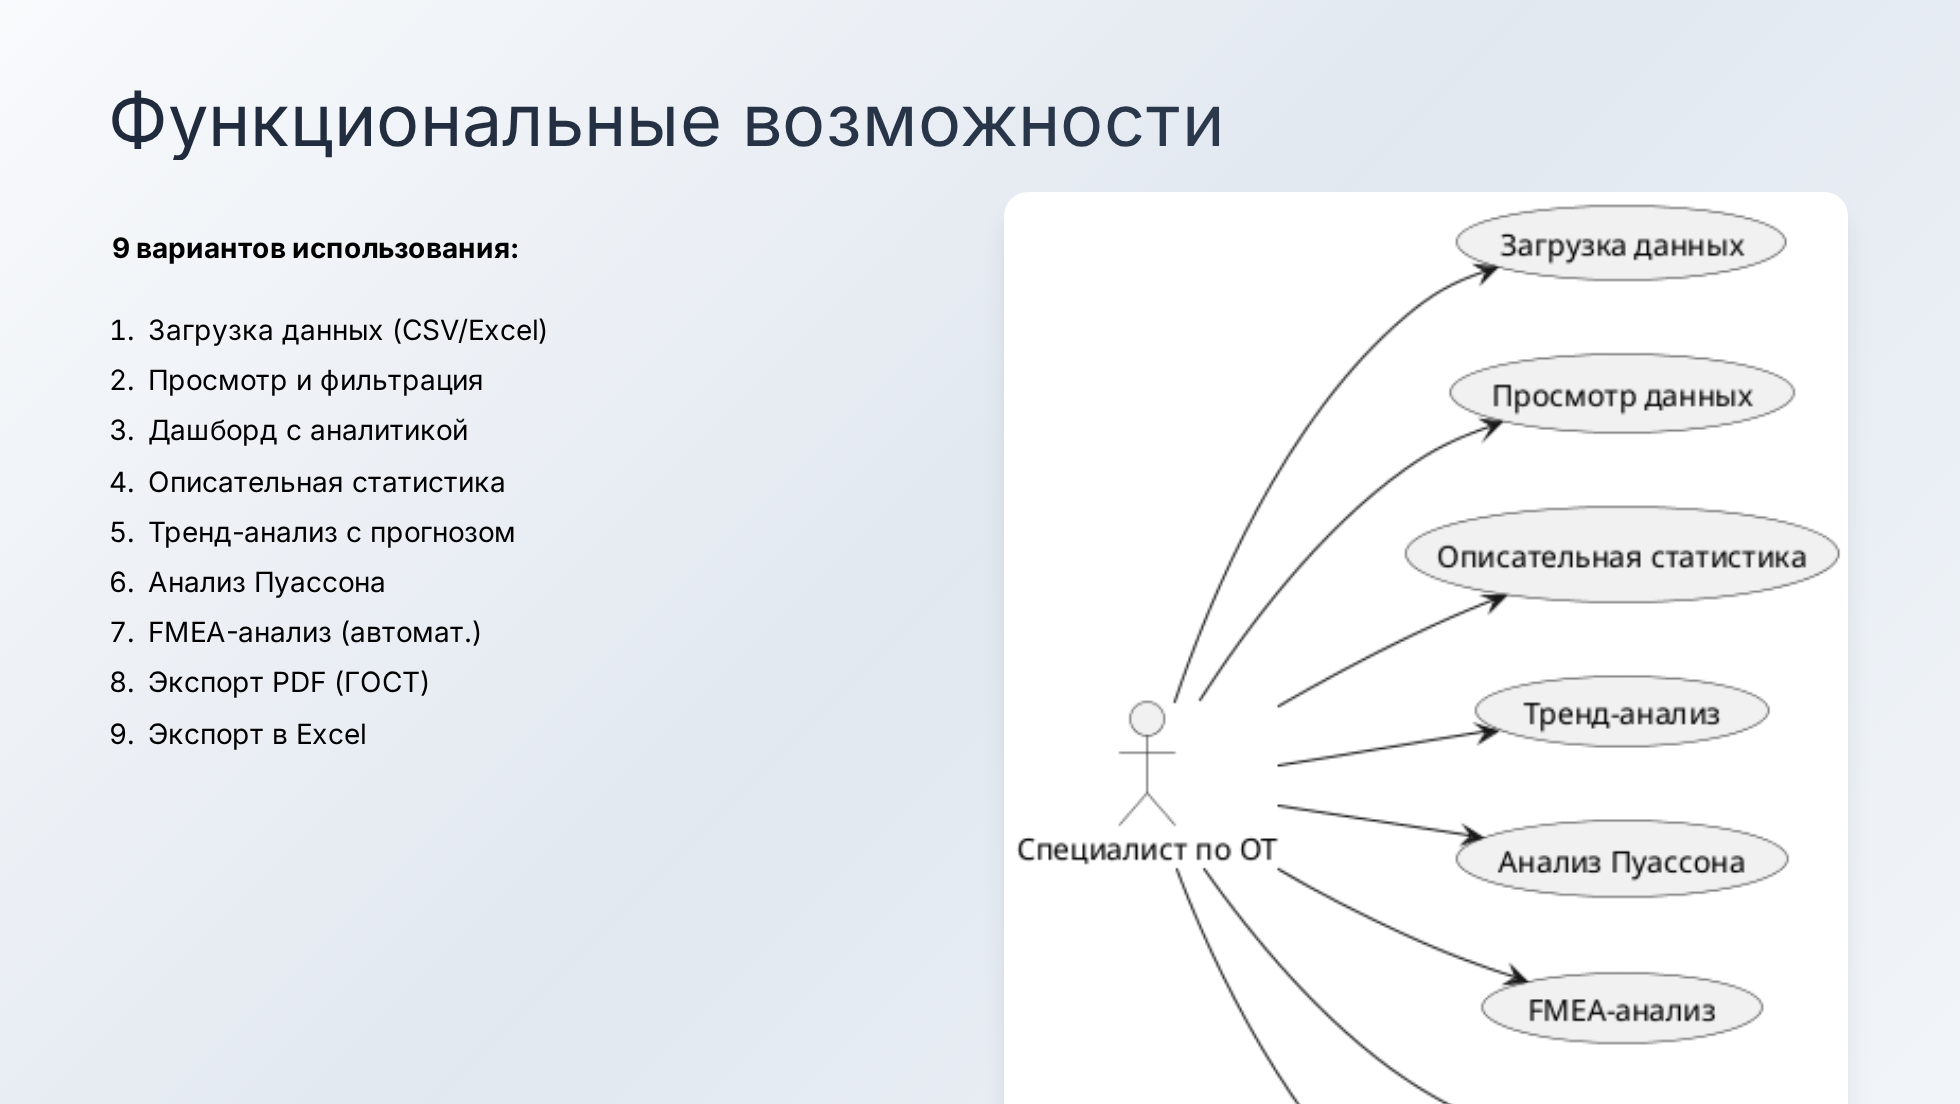 Функциональные возможности
9 вариантов использования:
1. Загрузка данных (CSV/Excel)
2. Просмотр и фильтрация
3. Дашборд с аналитикой
4. Описательная статистика
5. Тренд-анализ с прогнозом
6. Анализ Пуассона
7. FMEA-анализ (автомат.)
8. Экспорт PDF (ГОСТ)
9. Экспорт в Excel
Загрузка данных
Просмотр данных
Описательная статистика
Тренд-анализ
Специалист по ОТ
Анализ Пуассона
FMEA-анализ